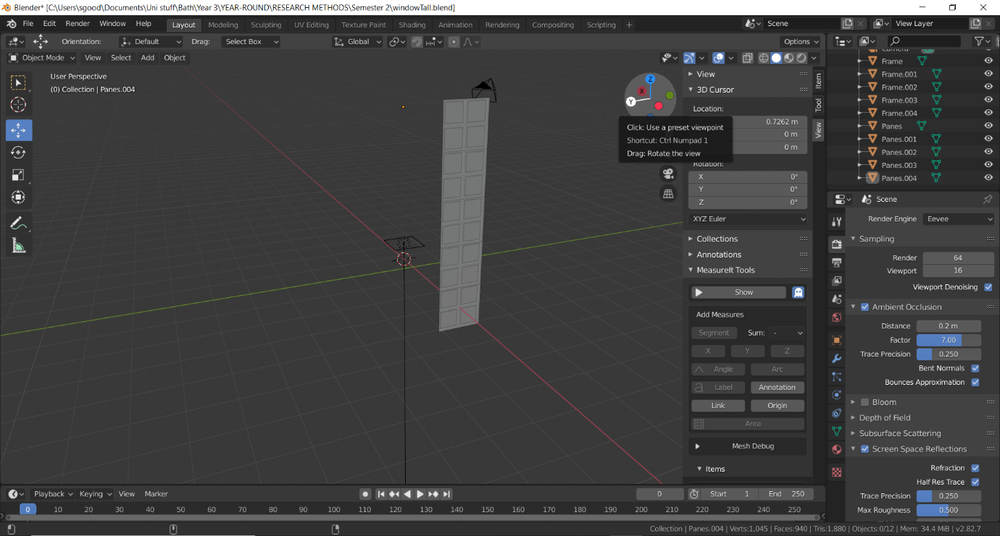 Blender* [C:\Users\sgood\Documents\Uni stuff\Bath\Year 3\YEAR-ROUND\RESEARCH METHODS\Semester 2\windowTall.blend]
File Edit Render Window Help Layout Modeling Sculpting UV Editing Texture Paint Shading Animation Rendering Compositing Scripting + Scene View Layer
Orientation: Default Drag: Select Box Global Options
Object Mode View Select Add Object
User Perspective
(0) Collection | Panes.004
Z
X
Y
Click: Use a preset viewpoint
Shortcut: Ctrl Numpad 1
Drag: Rotate the view
View
3D Cursor
Location:
0.7262 m
0 m
0 m
Rotation:
X 0°
Y 0°
Z 0°
XYZ Euler
Collections
Annotations
MeasureIt Tools
Show
Add Measures
Segment Sum: -
X Y Z
Angle Arc
a Label Annotation
Link Origin
Area
Mesh Debug
Items
Item
Tool
View
Camera
Frame
Frame.001
Frame.002
Frame.003
Frame.004
Panes
Panes.001
Panes.002
Panes.003
Panes.004
Scene
Render Engine Eevee
Sampling
Render 64
Viewport 16
Viewport Denoising
Ambient Occlusion
Distance 0.2 m
Factor 7.00
Trace Precision 0.250
Bent Normals
Bounces Approximation
Bloom
Depth of Field
Subsurface Scattering
Screen Space Reflections
Refraction
Half Res Trace
Trace Precision 0.250
Max Roughness 0.500
Playback Keying View Marker 0 Start 1 End 250
0 10 20 30 40 50 60 70 80 90 100 110 120 130 140 150 160 170 180 190 200 210 220 230 240 250
Collection | Panes.004 | Verts:1,045 | Faces:940 | Tris:1,880 | Objects:0/12 | Mem: 34.4 MiB | v2.82.7